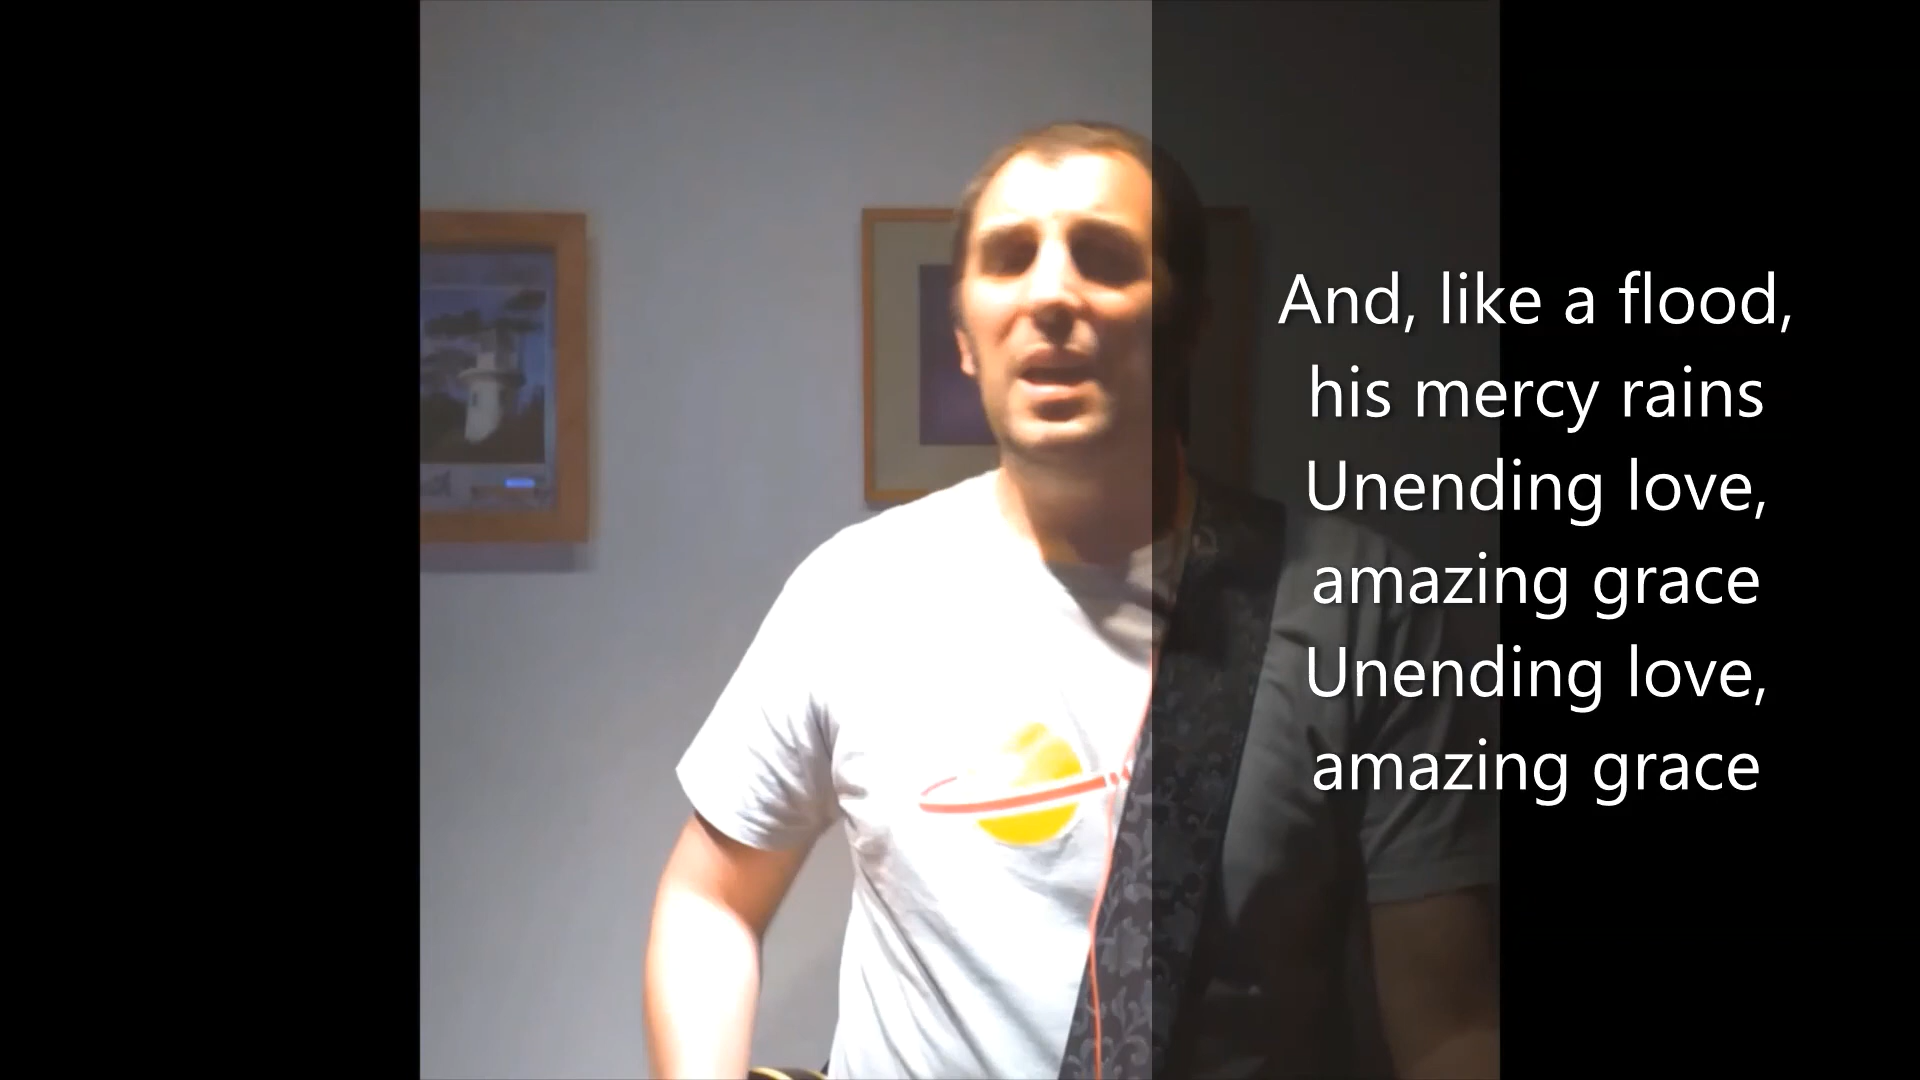 And, like a flood,
his mercy rains
Unending love,
amazing grace
Unending love,
amazing grace